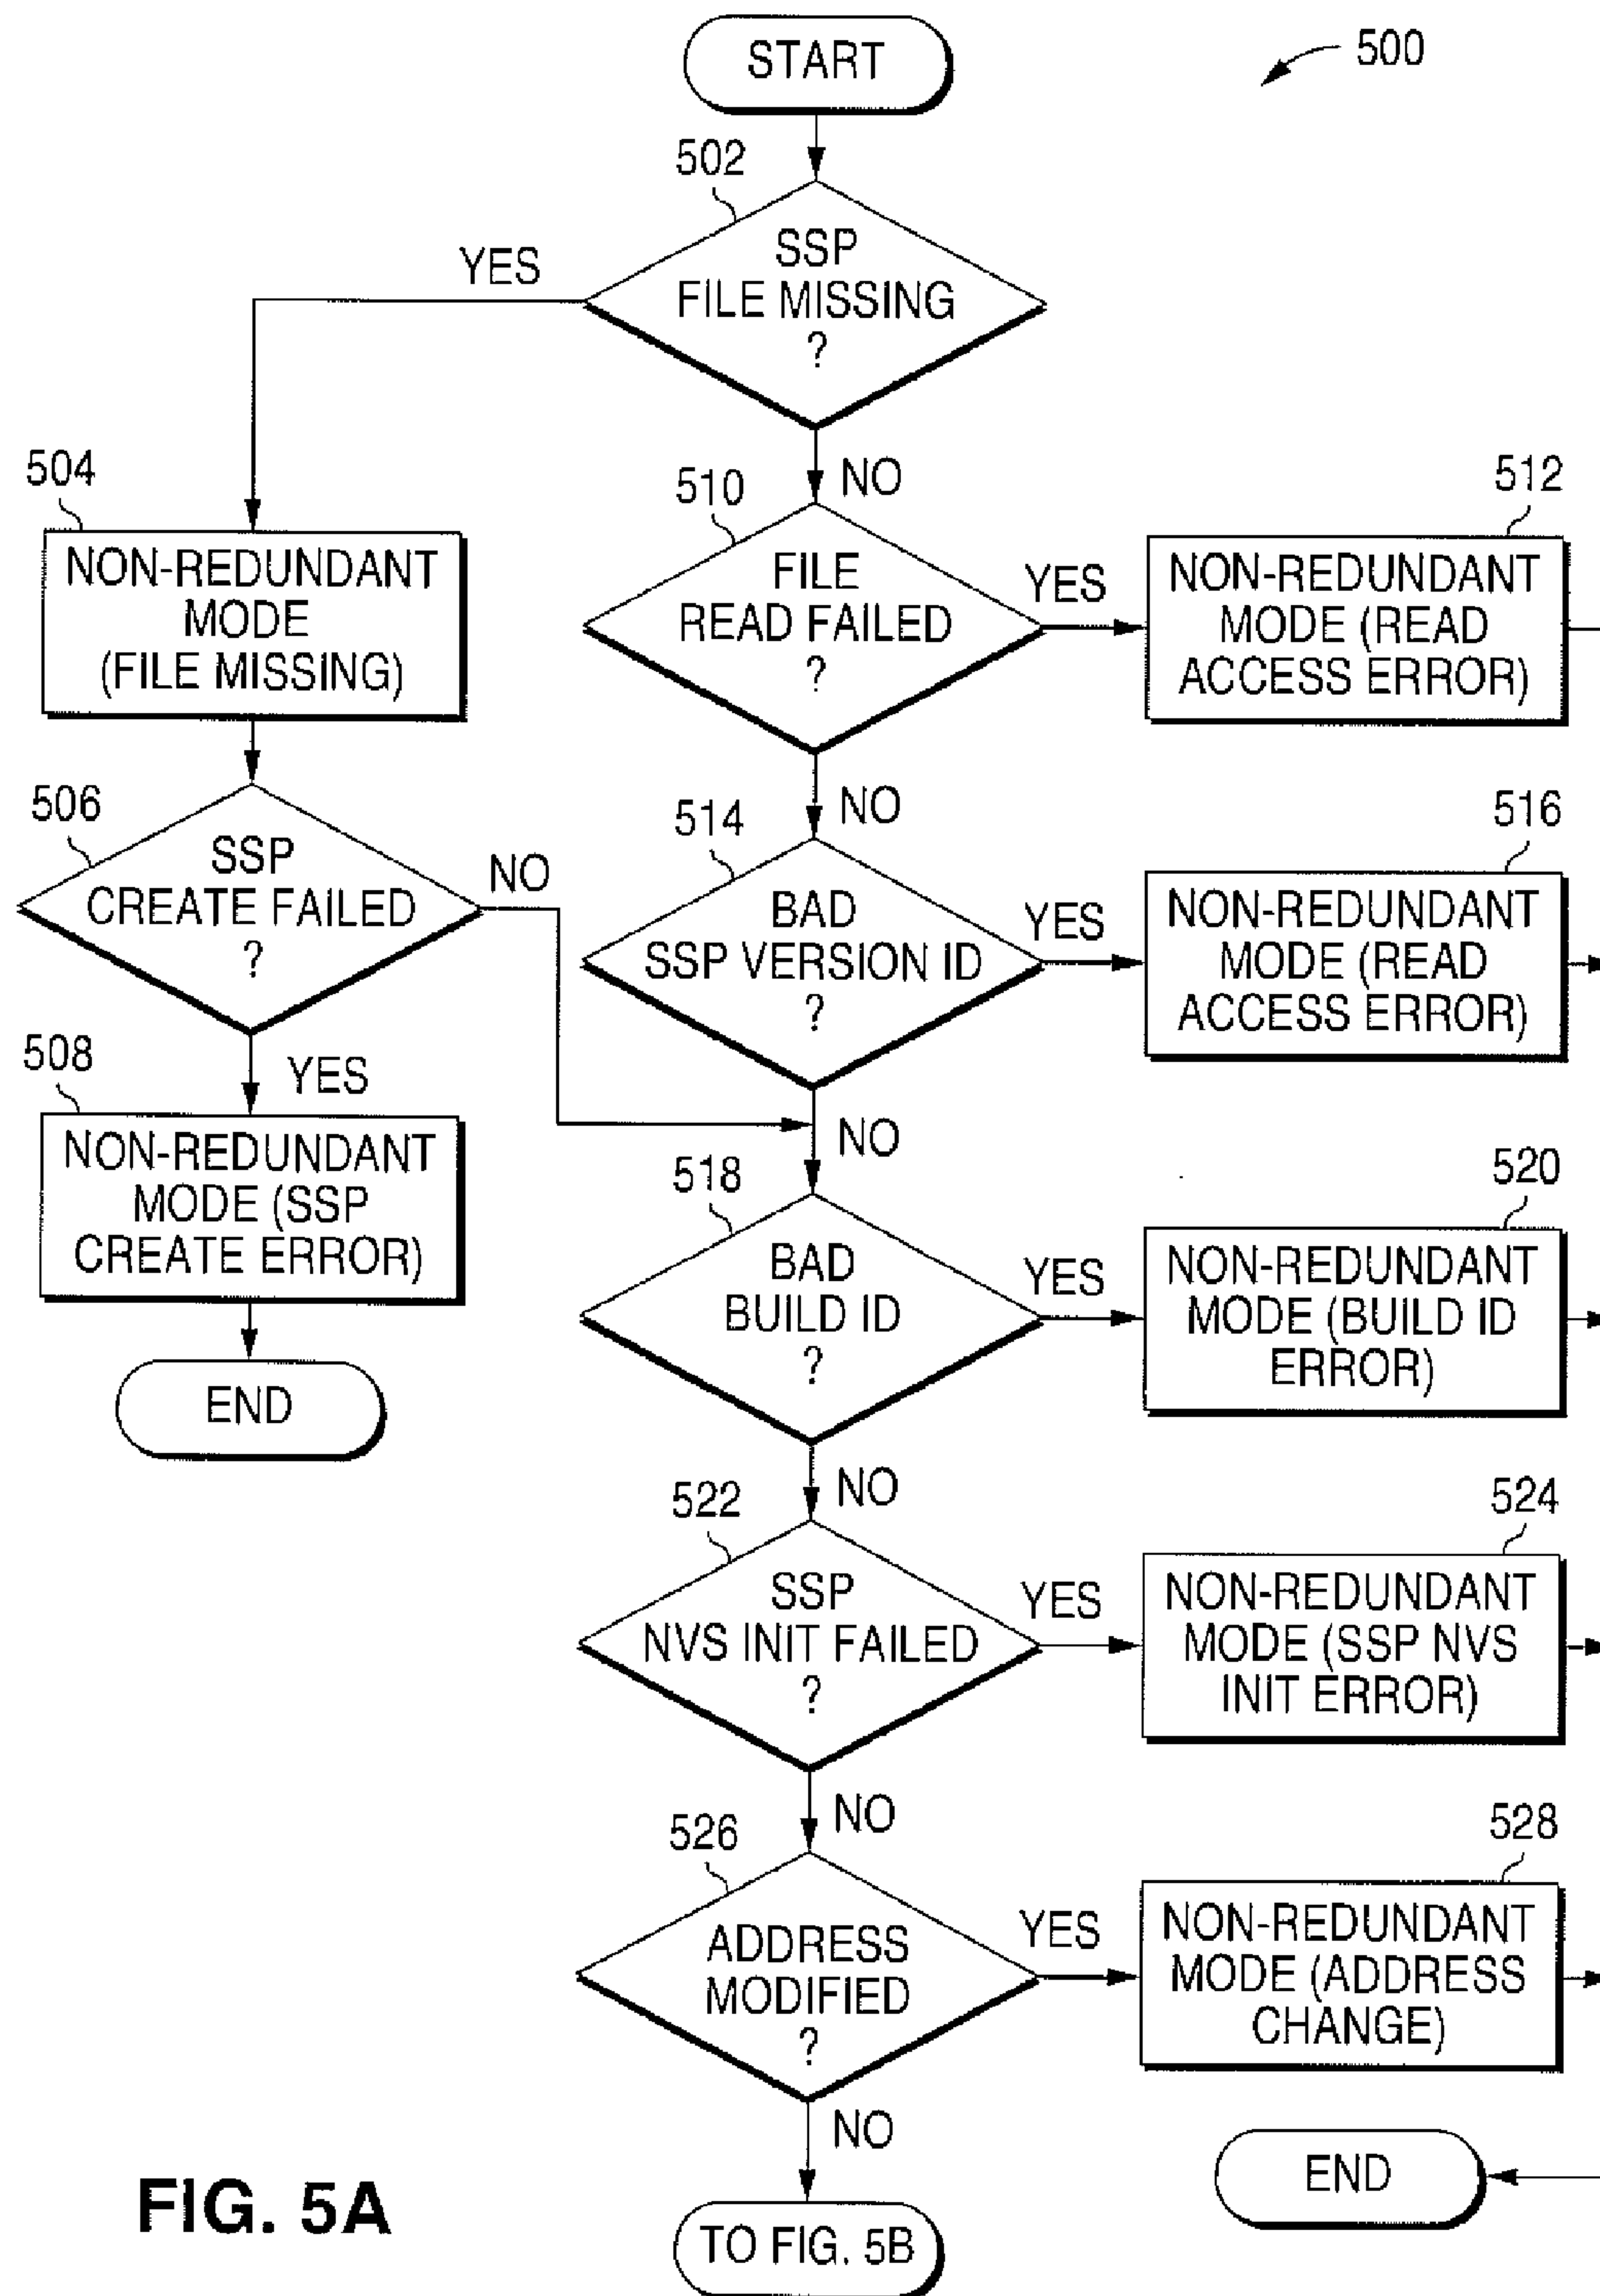 START
500
502
SSP
FILE MISSING
?
YES
NO
504
NON-REDUNDANT
MODE
(FILE MISSING)
510
FILE
READ FAILED
?
YES
512
NON-REDUNDANT
MODE (READ
ACCESS ERROR)
NO
506
SSP
CREATE FAILED
?
NO
514
BAD
SSP VERSION ID
?
YES
516
NON-REDUNDANT
MODE (READ
ACCESS ERROR)
YES
508
NON-REDUNDANT
MODE (SSP
CREATE ERROR)
END
NO
518
BAD
BUILD ID
?
YES
520
NON-REDUNDANT
MODE (BUILD ID
ERROR)
NO
522
SSP
NVS INIT FAILED
?
YES
524
NON-REDUNDANT
MODE (SSP NVS
INIT ERROR)
NO
526
ADDRESS
MODIFIED
?
YES
528
NON-REDUNDANT
MODE (ADDRESS
CHANGE)
NO
END
TO FIG. 5B
FIG. 5A